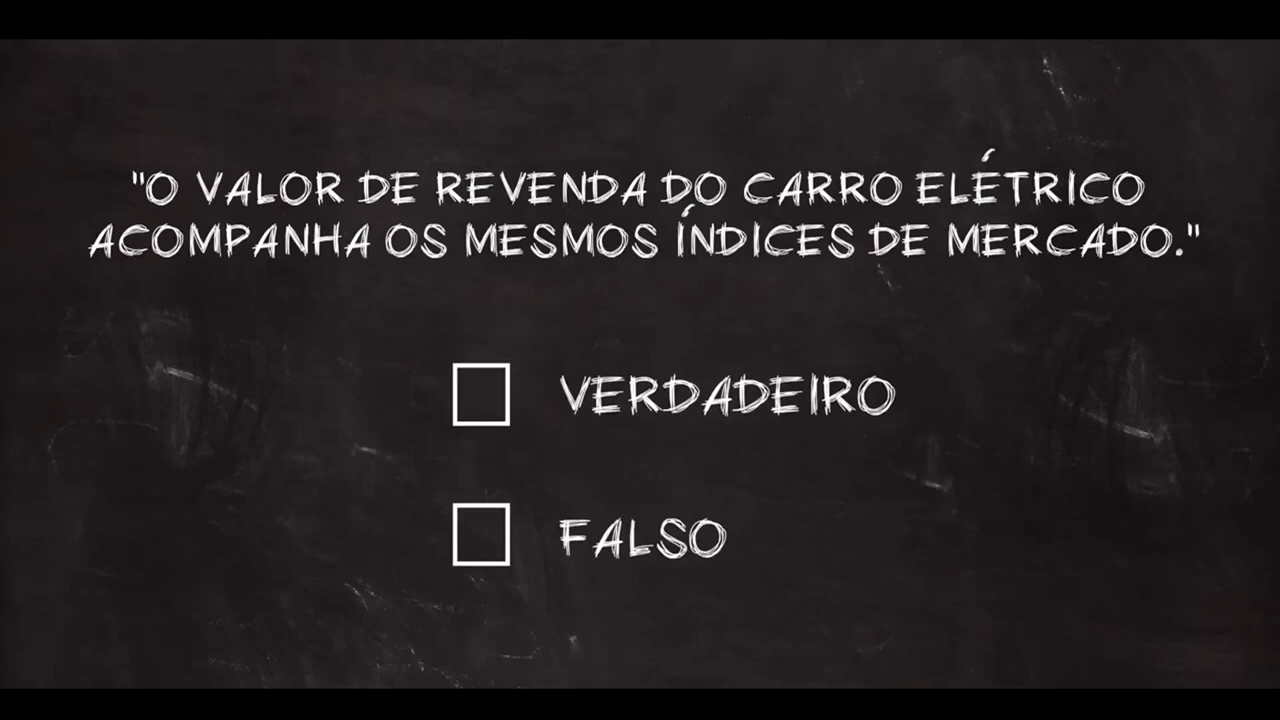 "O VALOR DE REVENDA DO CARRO ELÉTRICO
ACOMPANHA OS MESMOS ÍNDICES DE MERCADO."
VERDADEIRO
FALSO